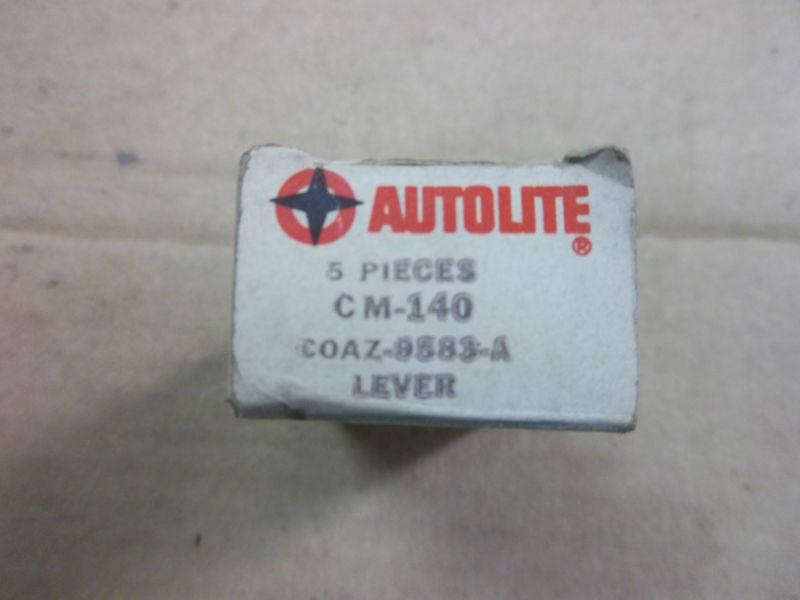 AUTOLITE®
5 PIECES
CM-140
COAZ-9583-A
LEVER